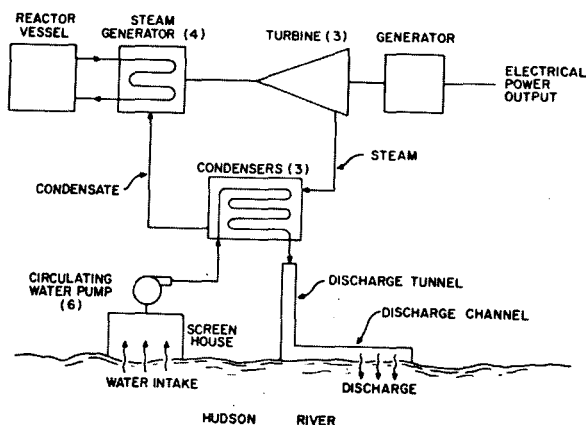 REACTOR
VESSEL
STEAM
GENERATOR (4)
TURBINE (3)
GENERATOR
ELECTRICAL
POWER
OUTPUT
STEAM
CONDENSERS (3)
CONDENSATE
CIRCULATING
WATER PUMP
(6)
DISCHARGE TUNNEL
DISCHARGE CHANNEL
SCREEN
HOUSE
WATER INTAKE
DISCHARGE
HUDSON RIVER